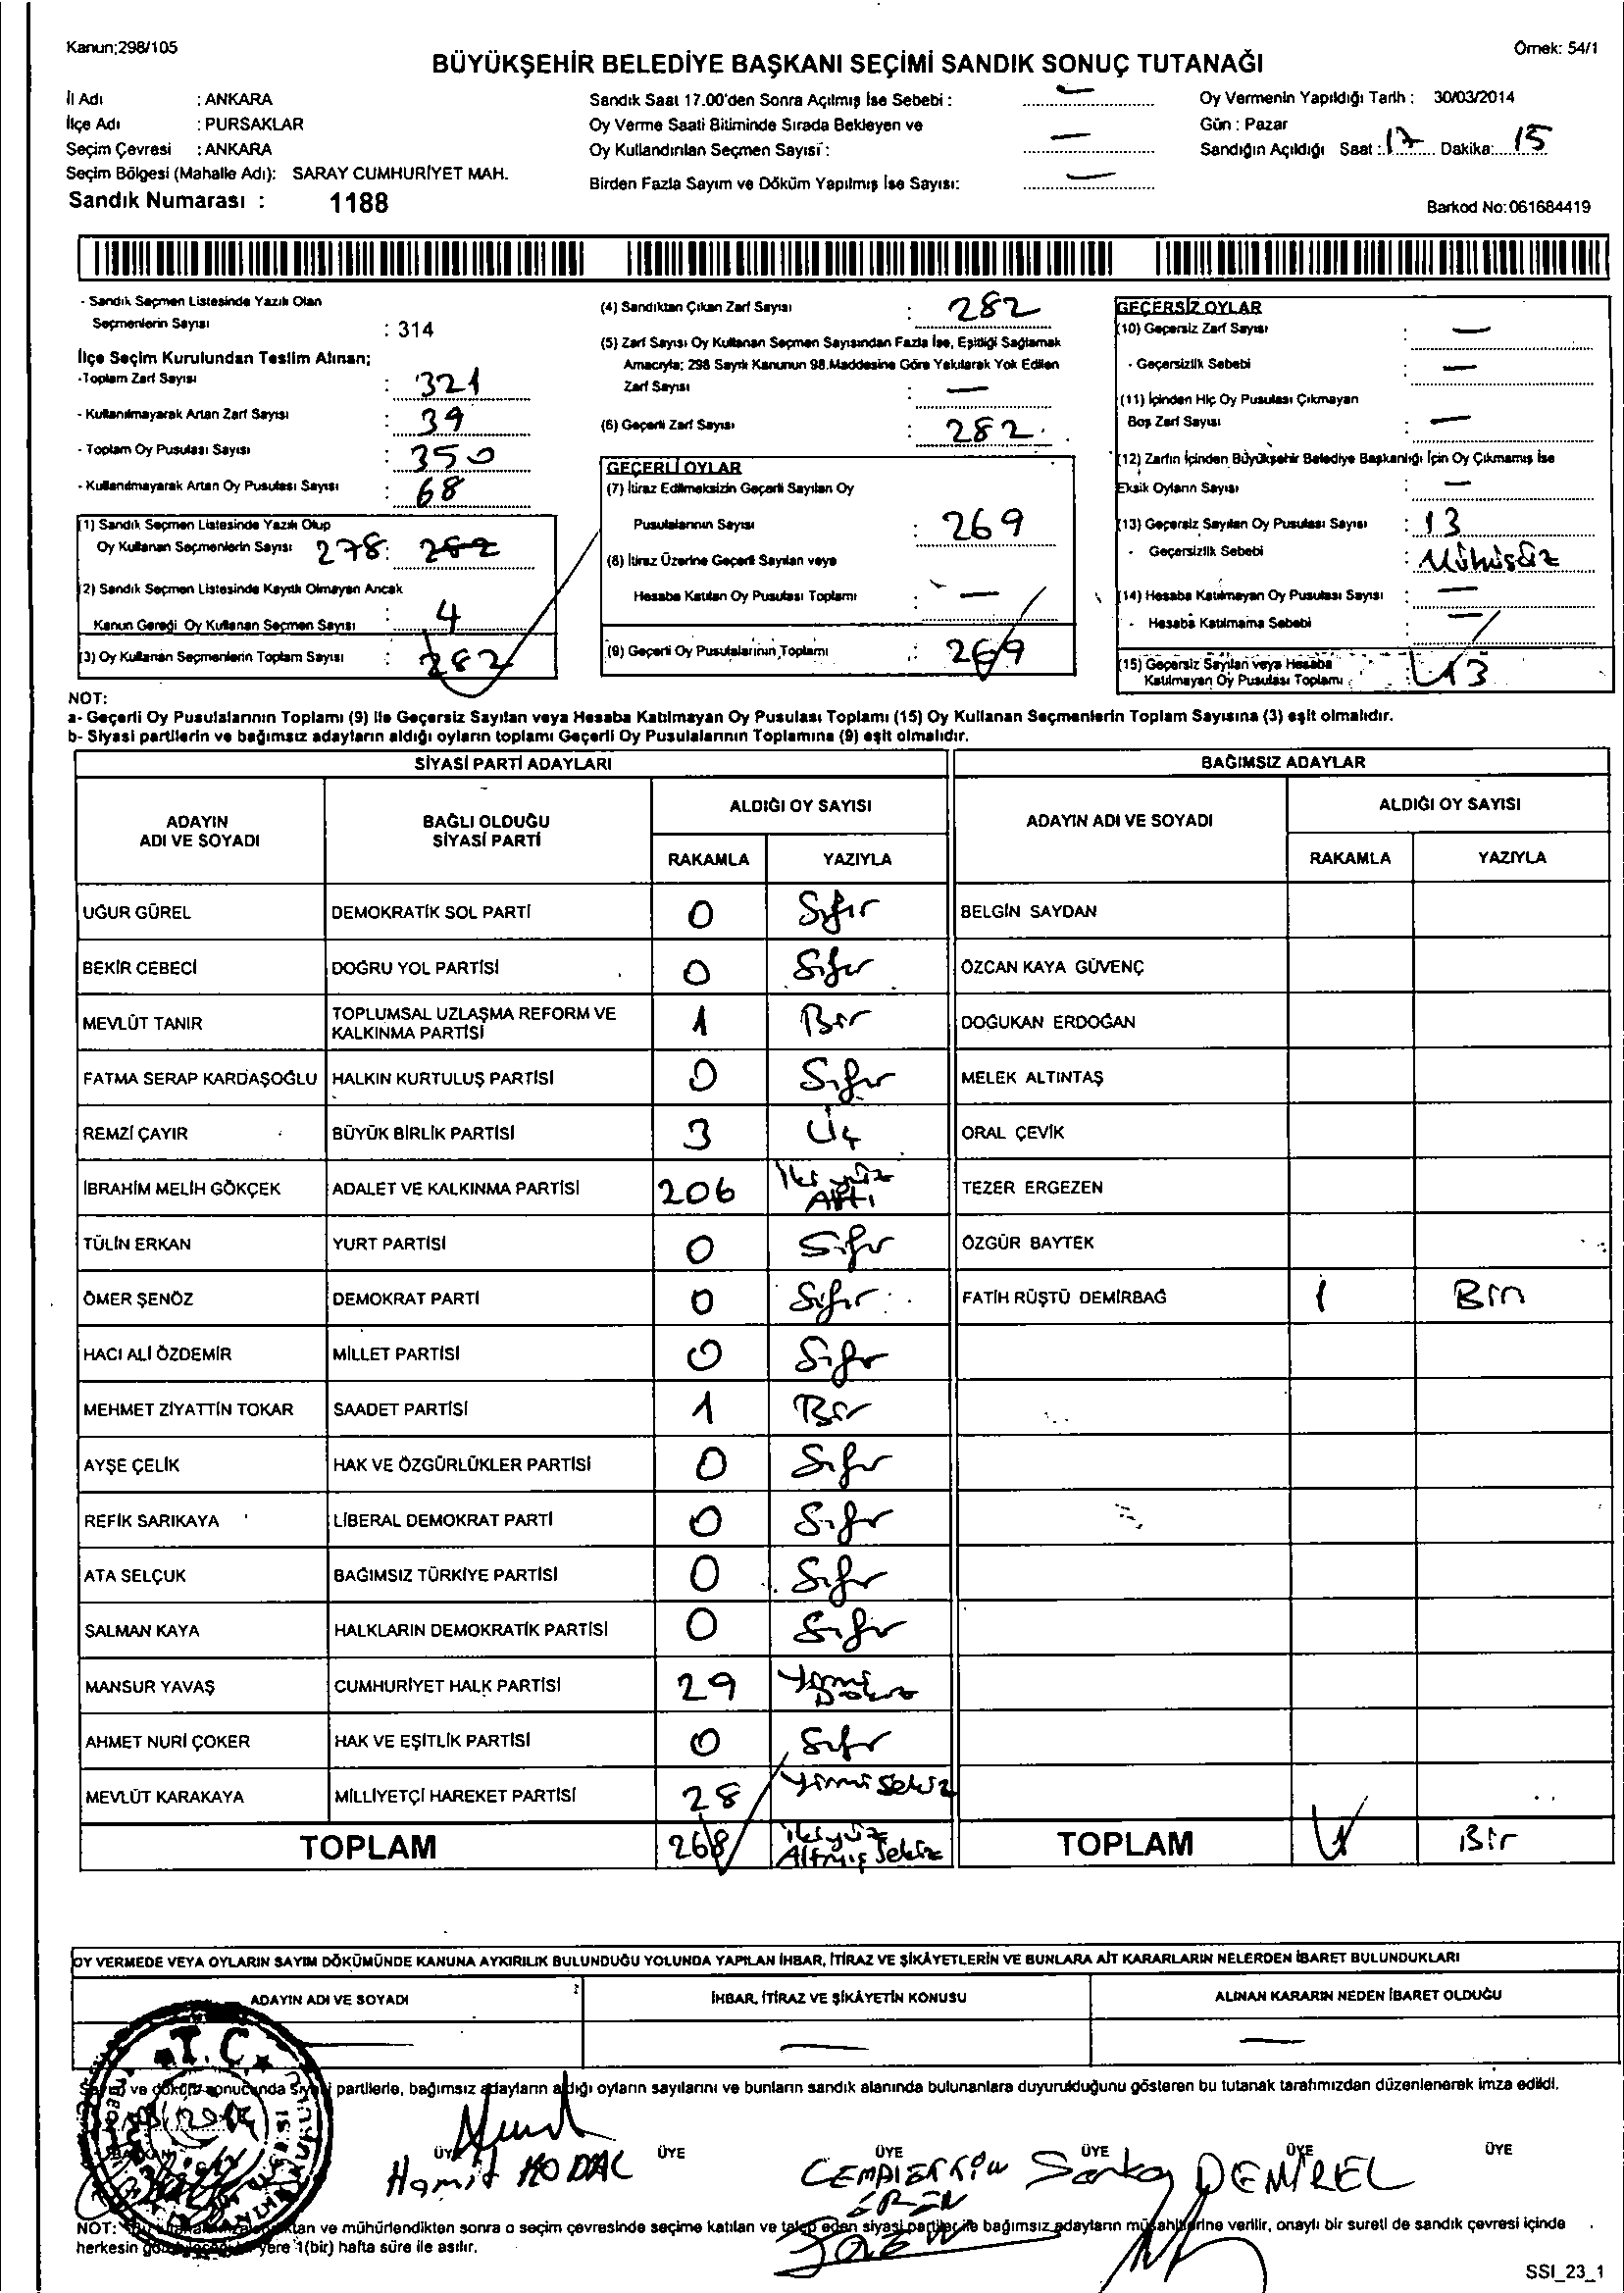 Kanun;298/105
Örnek: 54/1
BÜYÜKŞEHİR BELEDİYE BAŞKANI SEÇİMİ SANDIK SONUÇ TUTANAĞI
İl Adı : ANKARA
İlçe Adı : PURSAKLAR
Seçim Çevresi : ANKARA
Seçim Bölgesi (Mahalle Adı): SARAY CUMHURİYET MAH.
Sandık Numarası : 1188
Sandık Saat 17.00'den Sonra Açılmış İse Sebebi : —
Oy Verme Saati Bitiminde Sırada Bekleyen ve
Oy Kullandırılan Seçmen Sayısı : —
Birden Fazla Sayım ve Döküm Yapılmış İse Sayısı: —
Oy Vermenin Yapıldığı Tarih : 30/03/2014
Gün : Pazar
Sandığın Açıldığı Saat : 17 Dakika: 15
Barkod No:061684419
- Sandık Seçmen Listesinde Yazılı Olan
Seçmenlerin Sayısı : 314
İlçe Seçim Kurulundan Teslim Alınan;
-Toplam Zarf Sayısı : 321
- Kullanılmayarak Artan Zarf Sayısı : 39
- Toplam Oy Pusulası Sayısı : 350
- Kullanılmayarak Artan Oy Pusulası Sayısı : 68
(1) Sandık Seçmen Listesinde Yazılı Olup
Oy Kullanan Seçmenlerin Sayısı 278: 282
2) Sandık Seçmen Listesinde Kayıtlı Olmayan Ancak
Kanun Gereği Oy Kullanan Seçmen Sayısı : 4
(3) Oy Kullanan Seçmenlerin Toplam Sayısı : 282
(4) Sandıktan Çıkan Zarf Sayısı : 282
(5) Zarf Sayısı Oy Kullanan Seçmen Sayısından Fazla İse, Eşitliği Sağlamak
Amacıyla; 298 Sayılı Kanunun 98.Maddesine Göre Yakılarak Yok Edilen
Zarf Sayısı : —
(6) Geçerli Zarf Sayısı : 282
GEÇERLİ OYLAR
(7) İtiraz Edilmeksizin Geçerli Sayılan Oy
Pusulalarının Sayısı : 269
(8) İtiraz Üzerine Geçerli Sayılan veya
Hesaba Katılan Oy Pusulası Toplamı : —
(9) Geçerli Oy Pusulalarının Toplamı : 269
GEÇERSİZ OYLAR
(10) Geçersiz Zarf Sayısı : —
- Geçersizlik Sebebi : —
(11) İçinden Hiç Oy Pusulası Çıkmayan
Boş Zarf Sayısı : —
(12) Zarfın İçinden Büyükşehir Belediye Başkanlığı İçin Oy Çıkmamış İse
Eksik Oyların Sayısı : —
(13) Geçersiz Sayılan Oy Pusulası Sayısı : 13
- Geçersizlik Sebebi : Mühüsüz
(14) Hesaba Katılmayan Oy Pusulası Sayısı : —
- Hesaba Katılmama Sebebi : —
(15) Geçersiz Sayılan veya Hesaba
Katılmayan Oy Pusulası Toplamı : 13
NOT:
a- Geçerli Oy Pusulalarının Toplamı (9) ile Geçersiz Sayılan veya Hesaba Katılmayan Oy Pusulası Toplamı (15) Oy Kullanan Seçmenlerin Toplam Sayısına (3) eşit olmalıdır.
b- Siyasi partilerin ve bağımsız adayların aldığı oyların toplamı Geçerli Oy Pusulalarının Toplamına (9) eşit olmalıdır.
SİYASİ PARTİ ADAYLARI BAĞIMSIZ ADAYLAR
ADAYIN ADI VE SOYADI BAĞLI OLDUĞU SİYASİ PARTİ ALDIĞI OY SAYISI ADAYIN ADI VE SOYADI ALDIĞI OY SAYISI
RAKAMLA YAZIYLA RAKAMLA YAZIYLA
UĞUR GÜREL DEMOKRATİK SOL PARTİ 0 Sıfır BELGİN SAYDAN
BEKİR CEBECİ DOĞRU YOL PARTİSİ 0 Sıfır ÖZCAN KAYA GÜVENÇ
MEVLÜT TANIR TOPLUMSAL UZLAŞMA REFORM VE KALKINMA PARTİSİ 1 Bir DOĞUKAN ERDOĞAN
FATMA SERAP KARDAŞOĞLU HALKIN KURTULUŞ PARTİSİ 0 Sıfır MELEK ALTINTAŞ
REMZİ ÇAYIR BÜYÜK BİRLİK PARTİSİ 3 Üç ORAL ÇEVİK
İBRAHİM MELİH GÖKÇEK ADALET VE KALKINMA PARTİSİ 206 İki yüz Altı TEZER ERGEZEN
TÜLİN ERKAN YURT PARTİSİ 0 Sıfır ÖZGÜR BAYTEK
ÖMER ŞENÖZ DEMOKRAT PARTİ 0 Sıfır FATİH RÜŞTÜ DEMİRBAĞ 1 Bir
HACI ALİ ÖZDEMİR MİLLET PARTİSİ 0 Sıfır
MEHMET ZİYATTİN TOKAR SAADET PARTİSİ 1 Bir
AYŞE ÇELİK HAK VE ÖZGÜRLÜKLER PARTİSİ 0 Sıfır
REFİK SARIKAYA LİBERAL DEMOKRAT PARTİ 0 Sıfır
ATA SELÇUK BAĞIMSIZ TÜRKİYE PARTİSİ 0 Sıfır
SALMAN KAYA HALKLARIN DEMOKRATİK PARTİSİ 0 Sıfır
MANSUR YAVAŞ CUMHURİYET HALK PARTİSİ 29 Yirmi Dokuz
AHMET NURİ ÇOKER HAK VE EŞİTLİK PARTİSİ 0 Sıfır
MEVLÜT KARAKAYA MİLLİYETÇİ HAREKET PARTİSİ 28 Yirmi Sekiz
TOPLAM 268 ikiyüz Altmış Sekiz TOPLAM 1 Bir
OY VERMEDE VEYA OYLARIN SAYIM DÖKÜMÜNDE KANUNA AYKIRILIK BULUNDUĞU YOLUNDA YAPILAN İHBAR, İTİRAZ VE ŞİKÂYETLERİN VE BUNLARA AİT KARARLARIN NELERDEN İBARET BULUNDUKLARI
ADAYIN ADI VE SOYADI İHBAR, İTİRAZ VE ŞİKÂYETİN KONUSU ALINAN KARARIN NEDEN İBARET OLDUĞU
— — —
T.C.
Sayım ve döküm sonucunda siyasi partilerle, bağımsız adayların aldığı oyların sayılarını ve bunların sandık alanında bulunanlara duyurulduğunu gösteren bu tutanak tarafımızdan düzenlenerek imza edildi.
ÜYE ÜYE ÜYE ÜYE ÜYE ÜYE
Hamit DEMİREL
EREN
NOT: ve mühürlendikten sonra o seçim çevresinde seçime katılan ve talep eden siyasi partiler ile bağımsız adayların müşahitlerine verilir, onaylı bir sureti de sandık çevresi içinde
herkesin yere 1(bir) hafta süre ile asılır.
SSI_23_1